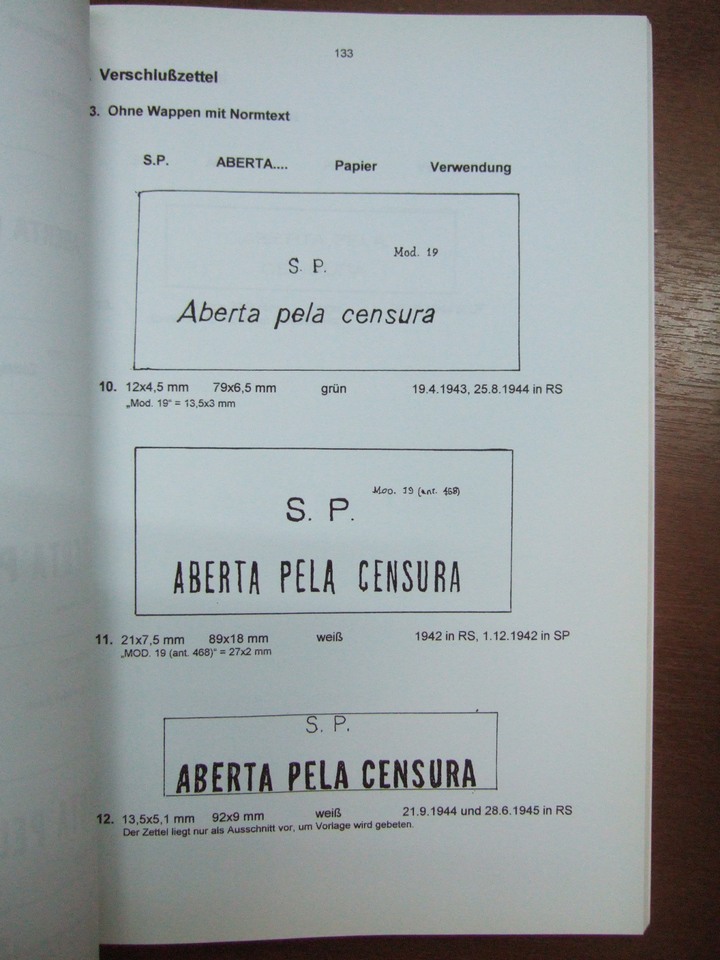 133
Verschlußzettel
3. Ohne Wappen mit Normtext
S.P. ABERTA.... Papier Verwendung
Mod. 19
S. P.
Aberta pela censura
10. 12x4,5 mm 79x6,5 mm grün 19.4.1943, 25.8.1944 in RS
„Mod. 19“ = 13,5x3 mm
Moo. 19 (ant. 468)
S. P.
ABERTA PELA CENSURA
11. 21x7,5 mm 89x18 mm weiß 1942 in RS, 1.12.1942 in SP
„MOD. 19 (ant. 468)“ = 27x2 mm
S. P.
ABERTA PELA CENSURA
12. 13,5x5,1 mm 92x9 mm weiß 21.9.1944 und 28.6.1945 in RS
Der Zettel liegt nur als Ausschnitt vor, um Vorlage wird gebeten.